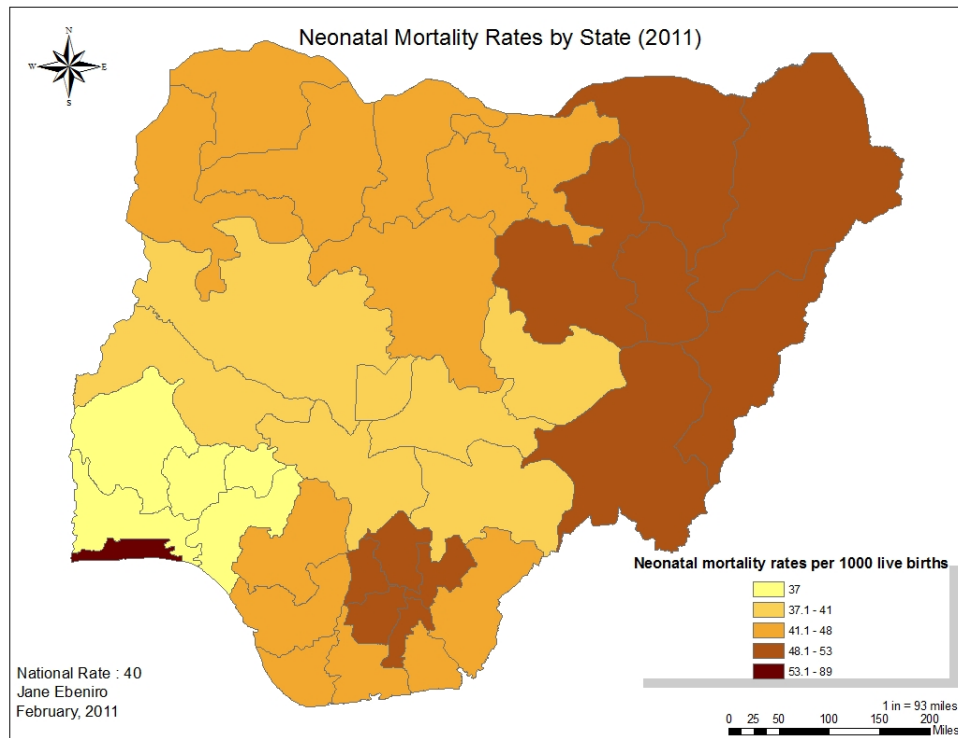 Neonatal Mortality Rates by State (2011)
N
W E
S
Neonatal mortality rates per 1000 live births
37
37.1 - 41
41.1 - 48
48.1 - 53
53.1 - 89
National Rate : 40
Jane Ebeniro
February, 2011
1 in = 93 miles
0 25 50 100 150 200
Miles